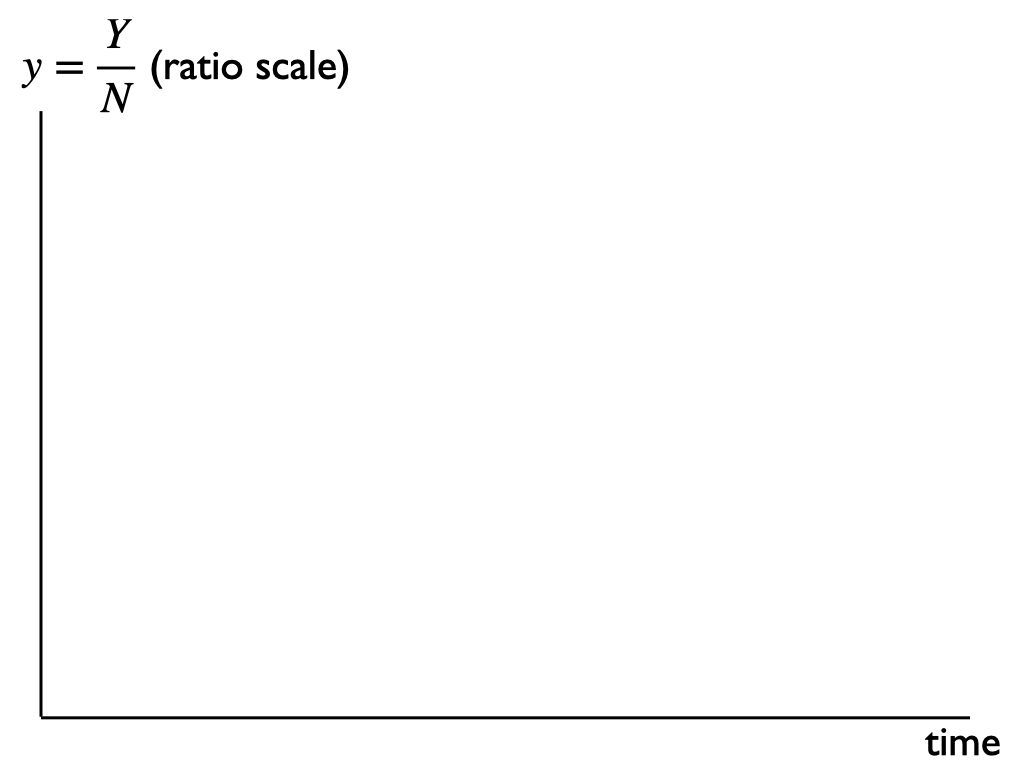 y = Y/N (ratio scale)
time